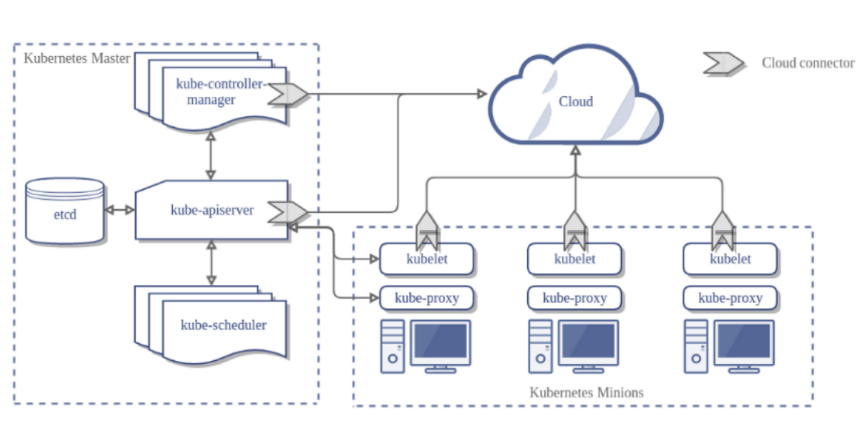 Kubernetes Master
kube-controller-
manager
Cloud
Cloud connector
etcd
kube-apiserver
kube-scheduler
kubelet
kubelet
kubelet
kube-proxy
kube-proxy
kube-proxy
Kubernetes Minions